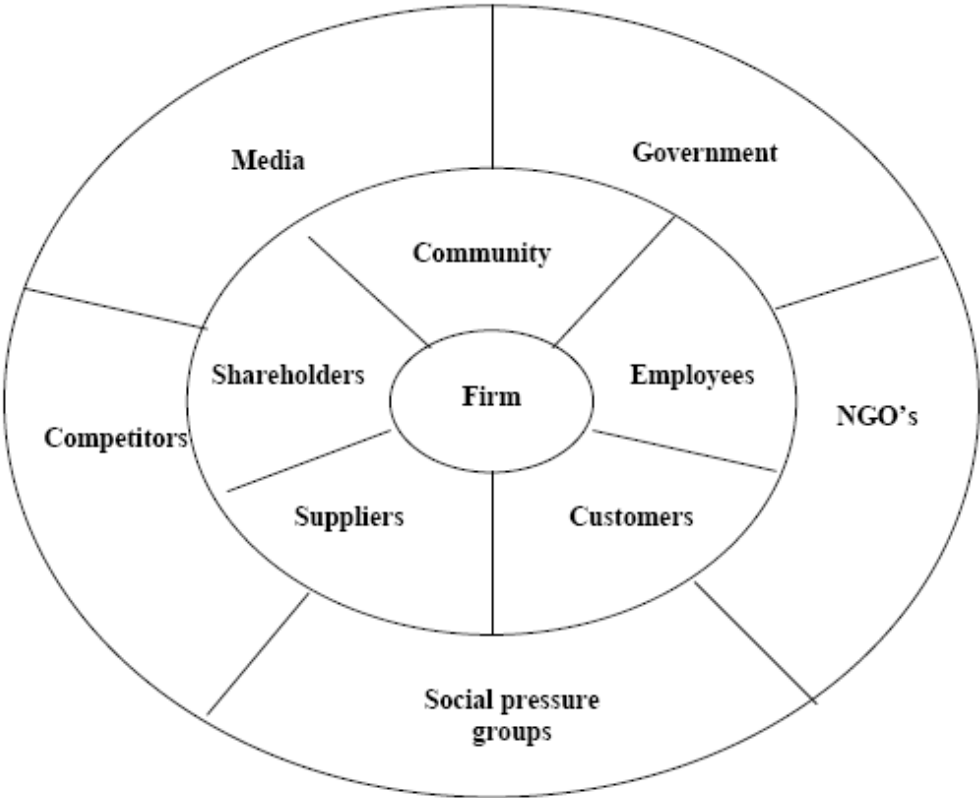 Media
Government
Community
Shareholders
Firm
Employees
Competitors
NGO’s
Suppliers
Customers
Social pressure
groups